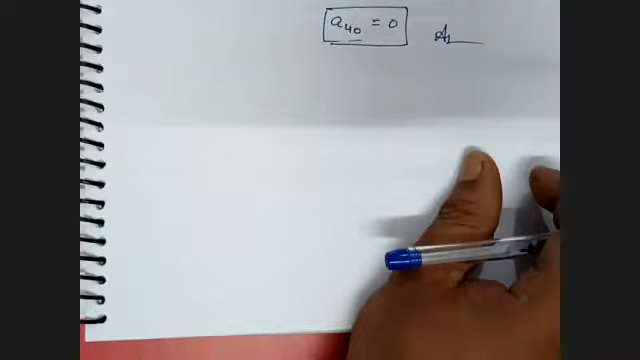 a₄₀ = 0